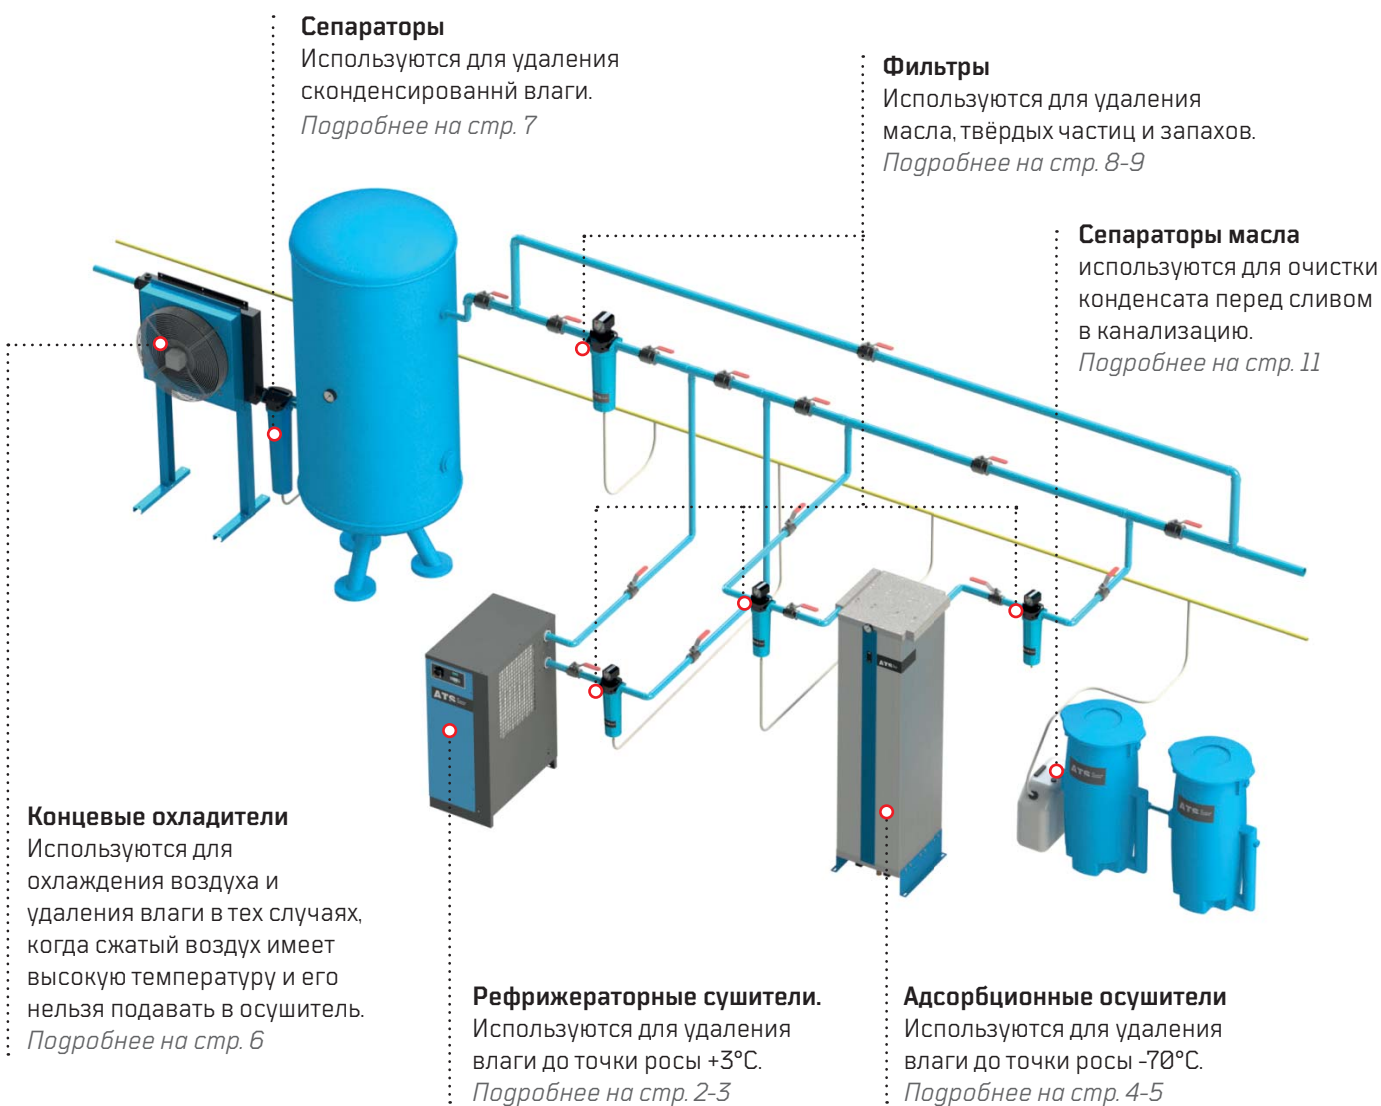 Сепараторы
Используются для удаления
сконденсированнй влаги.
Подробнее на стр. 7
Фильтры
Используются для удаления
масла, твёрдых частиц и запахов.
Подробнее на стр. 8-9
Сепараторы масла
используются для очистки
конденсата перед сливом
в канализацию.
Подробнее на стр. 11
Концевые охладители
Используются для
охлаждения воздуха и
удаления влаги в тех случаях,
когда сжатый воздух имеет
высокую температуру и его
нельзя подавать в осушитель.
Подробнее на стр. 6
ATS
ATS
ATS
ATS
Рефрижераторные сушители.
Используются для удаления
влаги до точки росы +3°C.
Подробнее на стр. 2-3
Адсорбционные осушители
Используются для удаления
влаги до точки росы -70°C.
Подробнее на стр. 4-5